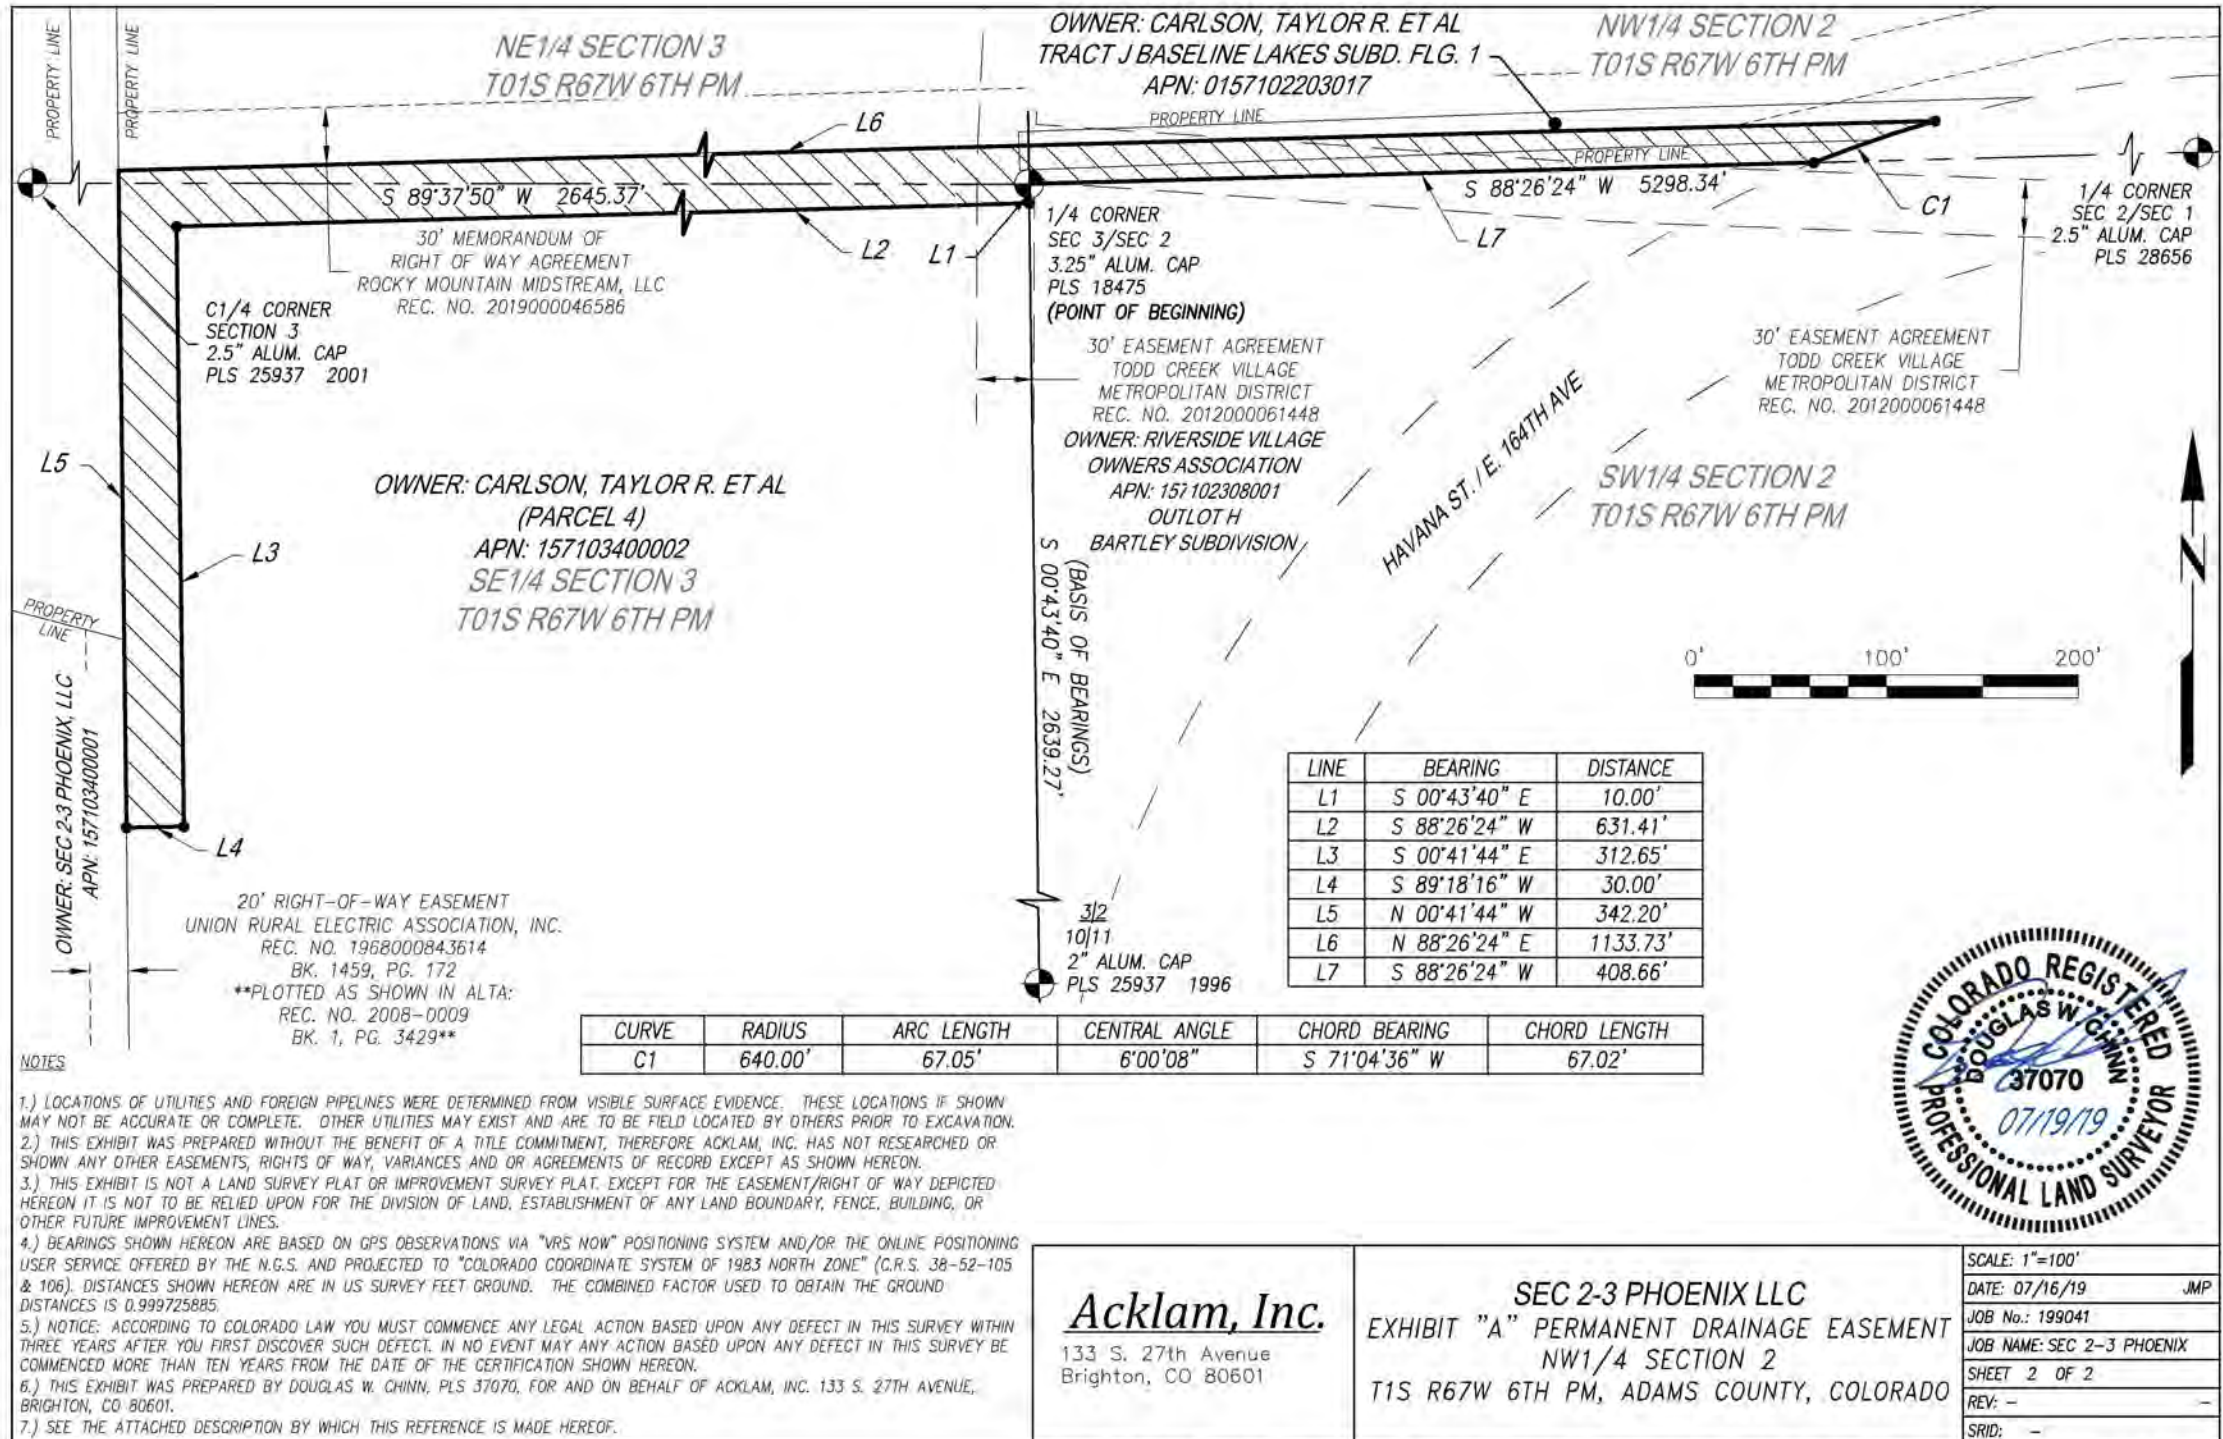 PROPERTY LINE
PROPERTY LINE
NE1/4 SECTION 3
T01S R67W 6TH PM
OWNER: CARLSON, TAYLOR R. ET AL
TRACT J BASELINE LAKES SUBD. FLG. 1
APN: 0157102203017
NW1/4 SECTION 2
T01S R67W 6TH PM
PROPERTY LINE
L6
PROPERTY LINE
S 89°37'50" W 2645.37'
S 88°26'24" W 5298.34'
C1
1/4 CORNER
SEC 2/SEC 1
2.5" ALUM. CAP
PLS 28656
30' MEMORANDUM OF
RIGHT OF WAY AGREEMENT
ROCKY MOUNTAIN MIDSTREAM, LLC
REC. NO. 2019000046586
L2
L1
L7
1/4 CORNER
SEC 3/SEC 2
3.25" ALUM. CAP
PLS 18475
(POINT OF BEGINNING)
C1/4 CORNER
SECTION 3
2.5" ALUM. CAP
PLS 25937 2001
30' EASEMENT AGREEMENT
TODD CREEK VILLAGE
METROPOLITAN DISTRICT
REC. NO. 2012000061448
OWNER: RIVERSIDE VILLAGE
OWNERS ASSOCIATION
APN: 157102308001
OUTLOT H
BARTLEY SUBDIVISION
30' EASEMENT AGREEMENT
TODD CREEK VILLAGE
METROPOLITAN DISTRICT
REC. NO. 2012000061448
HAVANA ST. / E. 164TH AVE
SW1/4 SECTION 2
T01S R67W 6TH PM
L5
L3
OWNER: CARLSON, TAYLOR R. ET AL
(PARCEL 4)
APN: 157103400002
SE1/4 SECTION 3
T01S R67W 6TH PM
PROPERTY
LINE
OWNER: SEC 2-3 PHOENIX, LLC
APN: 157103400001
L4
(BASIS OF BEARINGS)
S 00°43'40" E 2639.27'
N
0' 100' 200'
20' RIGHT-OF-WAY EASEMENT
UNION RURAL ELECTRIC ASSOCIATION, INC.
REC. NO. 1968000843614
BK. 1459, PG. 172
**PLOTTED AS SHOWN IN ALTA:
REC. NO. 2008-0009
BK. 1, PG. 3429**
3|2
10|11
2" ALUM. CAP
PLS 25937 1996
LINE BEARING DISTANCE
L1 S 00°43'40" E 10.00'
L2 S 88°26'24" W 631.41'
L3 S 00°41'44" E 312.65'
L4 S 89°18'16" W 30.00'
L5 N 00°41'44" W 342.20'
L6 N 88°26'24" E 1133.73'
L7 S 88°26'24" W 408.66'
CURVE RADIUS ARC LENGTH CENTRAL ANGLE CHORD BEARING CHORD LENGTH
C1 640.00' 67.05' 6°00'08" S 71°04'36" W 67.02'
COLORADO REGISTERED
DOUGLAS W. CHINN
37070
07/19/19
PROFESSIONAL LAND SURVEYOR
NOTES
1.) LOCATIONS OF UTILITIES AND FOREIGN PIPELINES WERE DETERMINED FROM VISIBLE SURFACE EVIDENCE. THESE LOCATIONS IF SHOWN
MAY NOT BE ACCURATE OR COMPLETE. OTHER UTILITIES MAY EXIST AND ARE TO BE FIELD LOCATED BY OTHERS PRIOR TO EXCAVATION.
2.) THIS EXHIBIT WAS PREPARED WITHOUT THE BENEFIT OF A TITLE COMMITMENT, THEREFORE ACKLAM, INC. HAS NOT RESEARCHED OR
SHOWN ANY OTHER EASEMENTS, RIGHTS OF WAY, VARIANCES AND OR AGREEMENTS OF RECORD EXCEPT AS SHOWN HEREON.
3.) THIS EXHIBIT IS NOT A LAND SURVEY PLAT OR IMPROVEMENT SURVEY PLAT. EXCEPT FOR THE EASEMENT/RIGHT OF WAY DEPICTED
HEREON IT IS NOT TO BE RELIED UPON FOR THE DIVISION OF LAND, ESTABLISHMENT OF ANY LAND BOUNDARY, FENCE, BUILDING, OR
OTHER FUTURE IMPROVEMENT LINES.
4.) BEARINGS SHOWN HEREON ARE BASED ON GPS OBSERVATIONS VIA "VRS NOW" POSITIONING SYSTEM AND/OR THE ONLINE POSITIONING
USER SERVICE OFFERED BY THE N.G.S. AND PROJECTED TO "COLORADO COORDINATE SYSTEM OF 1983 NORTH ZONE" (C.R.S. 38-52-105
& 106). DISTANCES SHOWN HEREON ARE IN US SURVEY FEET GROUND. THE COMBINED FACTOR USED TO OBTAIN THE GROUND
DISTANCES IS 0.999725885.
5.) NOTICE: ACCORDING TO COLORADO LAW YOU MUST COMMENCE ANY LEGAL ACTION BASED UPON ANY DEFECT IN THIS SURVEY WITHIN
THREE YEARS AFTER YOU FIRST DISCOVER SUCH DEFECT. IN NO EVENT MAY ANY ACTION BASED UPON ANY DEFECT IN THIS SURVEY BE
COMMENCED MORE THAN TEN YEARS FROM THE DATE OF THE CERTIFICATION SHOWN HEREON.
6.) THIS EXHIBIT WAS PREPARED BY DOUGLAS W. CHINN, PLS 37070, FOR AND ON BEHALF OF ACKLAM, INC. 133 S. 27TH AVENUE,
BRIGHTON, CO 80601.
7.) SEE THE ATTACHED DESCRIPTION BY WHICH THIS REFERENCE IS MADE HEREOF.
Acklam, Inc.
133 S. 27th Avenue
Brighton, CO 80601
SEC 2-3 PHOENIX LLC
EXHIBIT "A" PERMANENT DRAINAGE EASEMENT
NW1/4 SECTION 2
T1S R67W 6TH PM, ADAMS COUNTY, COLORADO
SCALE: 1"=100'
DATE: 07/16/19 JMP
JOB No.: 199041
JOB NAME: SEC 2-3 PHOENIX
SHEET 2 OF 2
REV: - -
SRID: -